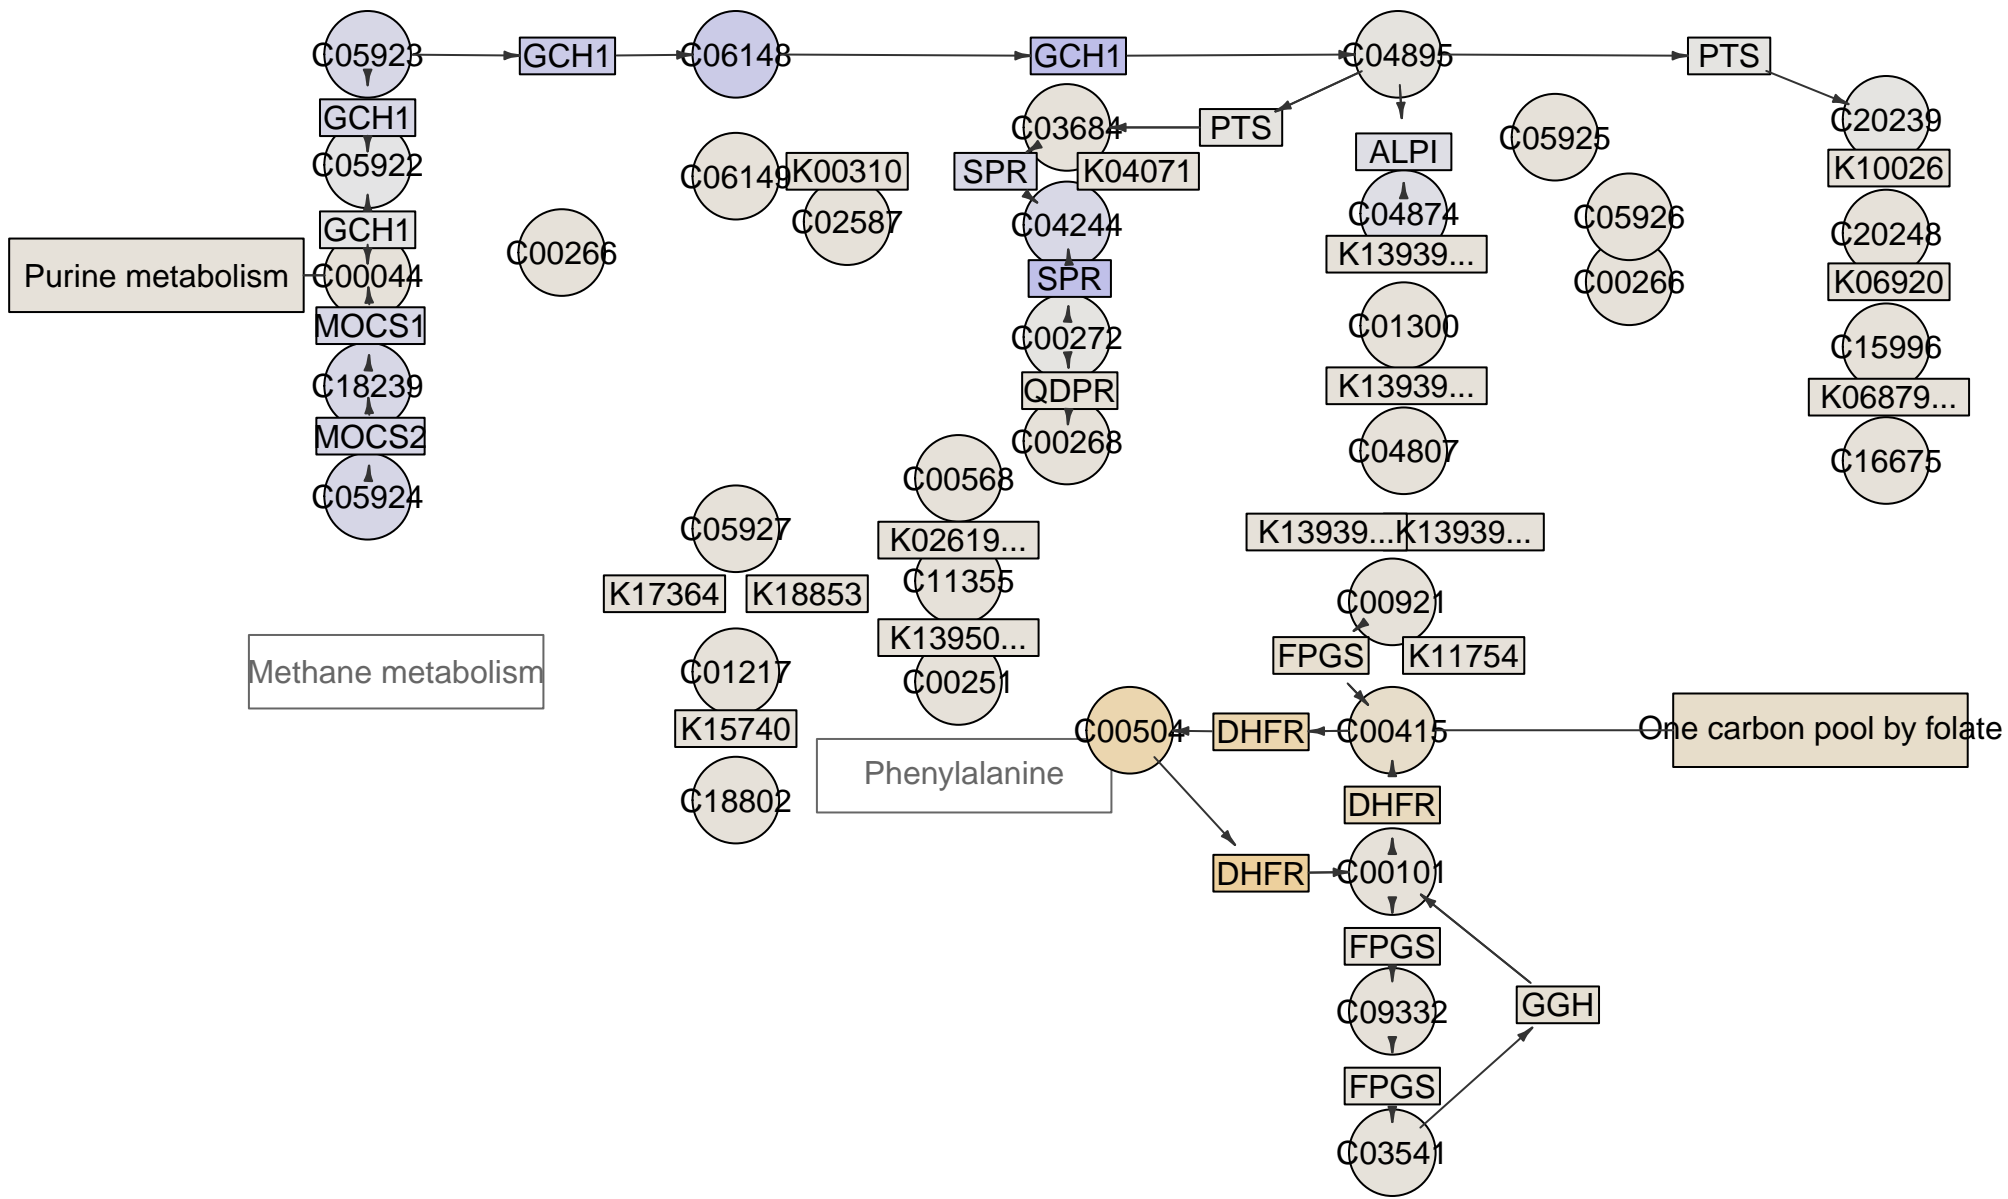 C05923
GCH1
C06148
GCH1
C04895
PTS
GCH1
C03684
PTS
C05925
C20239
ALPI
C05922
C06149
K00310
SPR
K04071
K10026
GCH1
C02587
C04244
C04874
C05926
C20248
C00266
K13939...
Purine metabolism
C00044
SPR
C00266
K06920
MOCS1
C00272
C01300
C15996
C18239
QDPR
K13939...
K06879...
MOCS2
C00268
C04807
C16675
C05924
C00568
C05927
K02619...
K13939...
K13939...
K17364
K18853
C11355
C00921
K13950...
Methane metabolism
C01217
C00251
FPGS
K11754
K15740
C00504
DHFR
C00415
One carbon pool by folate
Phenylalanine
C18802
DHFR
DHFR
C00101
FPGS
C09332
GGH
FPGS
C03541